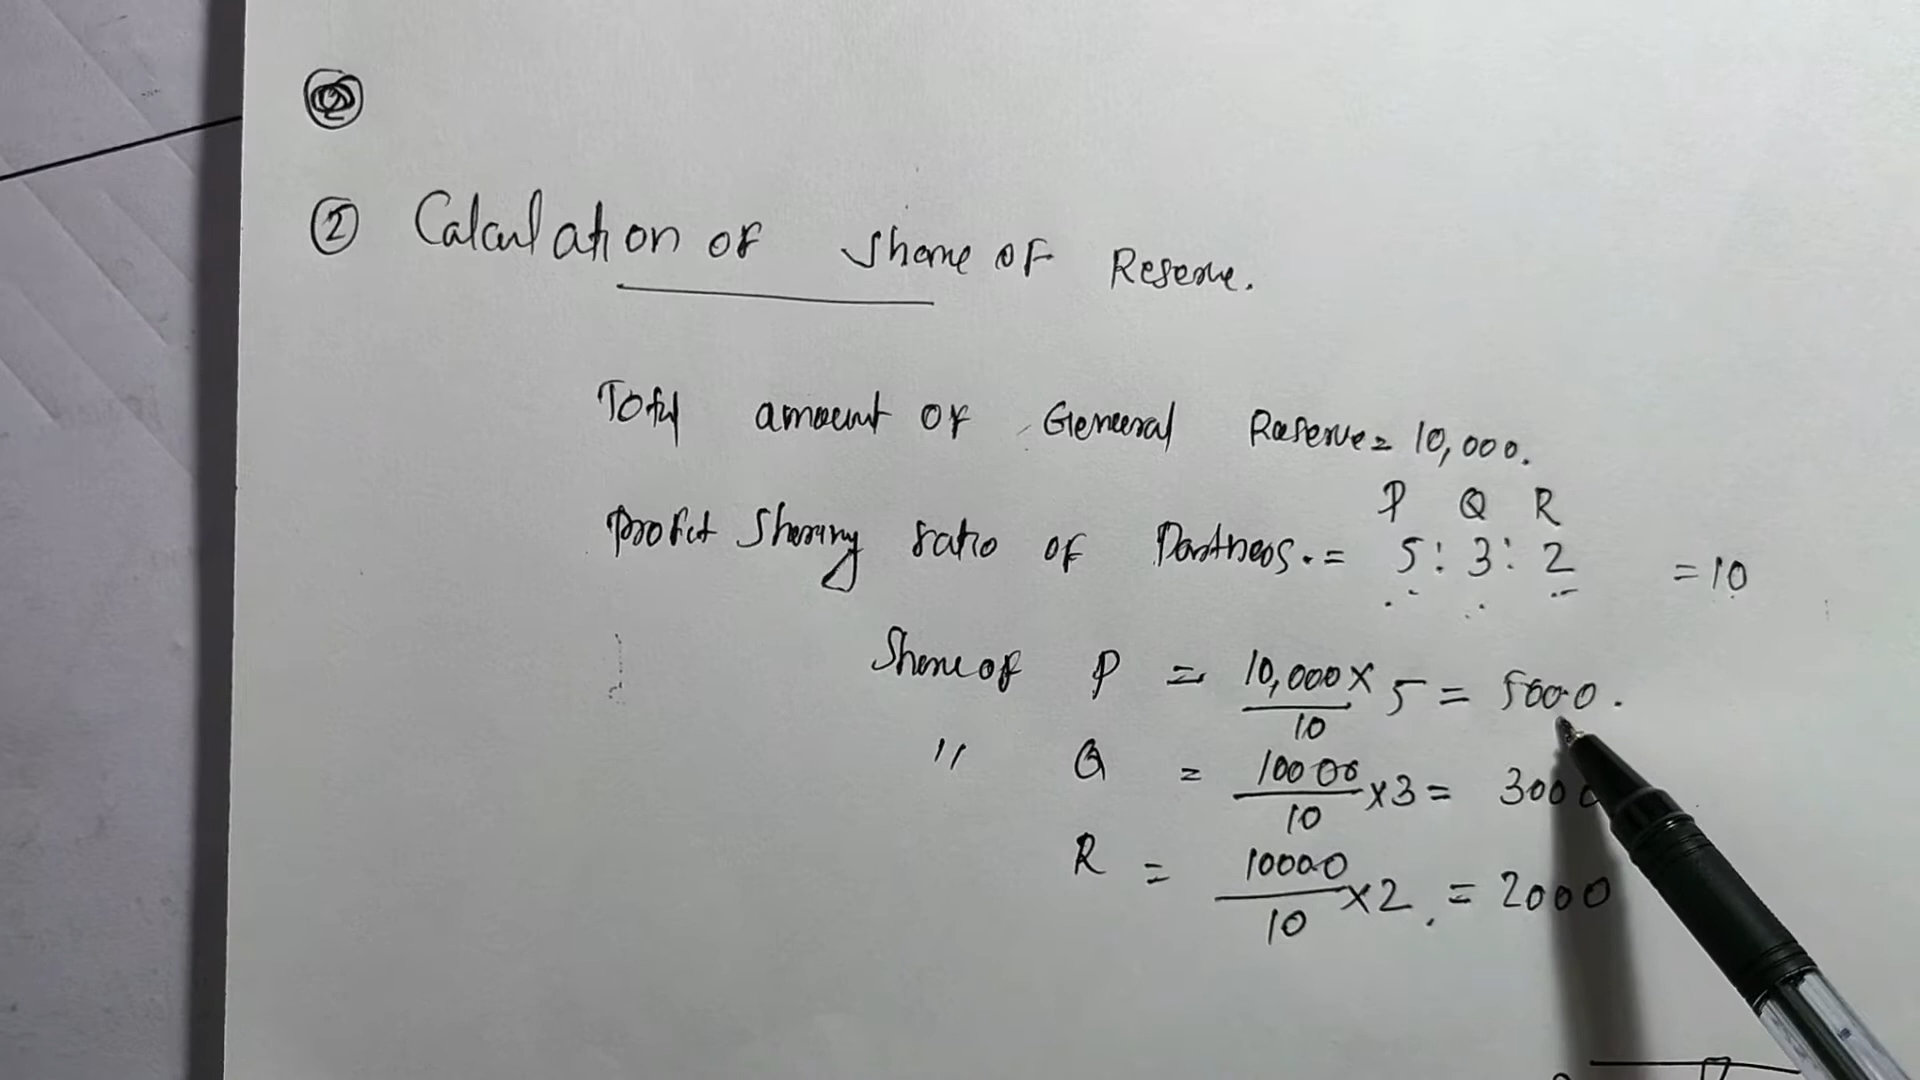 ② Calculation of Share of Reserve.
Total amount of General Reserve = 10,000.
P Q R
Profit Sharing ratio of Partners. = 5 : 3 : 2 = 10
Share of P = 10,000 × 5 = 5000.
10
" Q = 10000 × 3 = 3000
10
R = 10000 × 2. = 2000
10